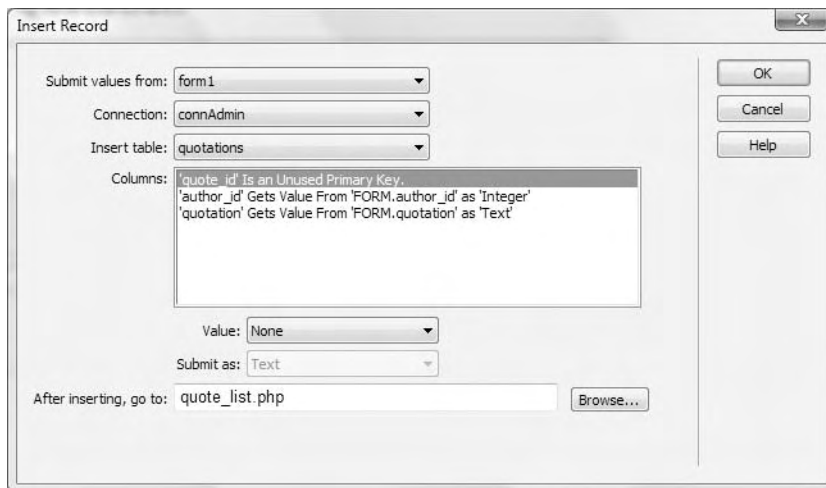 Insert Record
Submit values from: form1
OK
Connection: connAdmin
Cancel
Insert table: quotations
Help
Columns: 'quote_id' Is an Unused Primary Key.
'author_id' Gets Value From 'FORM.author_id' as 'Integer'
'quotation' Gets Value From 'FORM.quotation' as 'Text'
Value: None
Submit as: Text
After inserting, go to: quote_list.php
Browse...